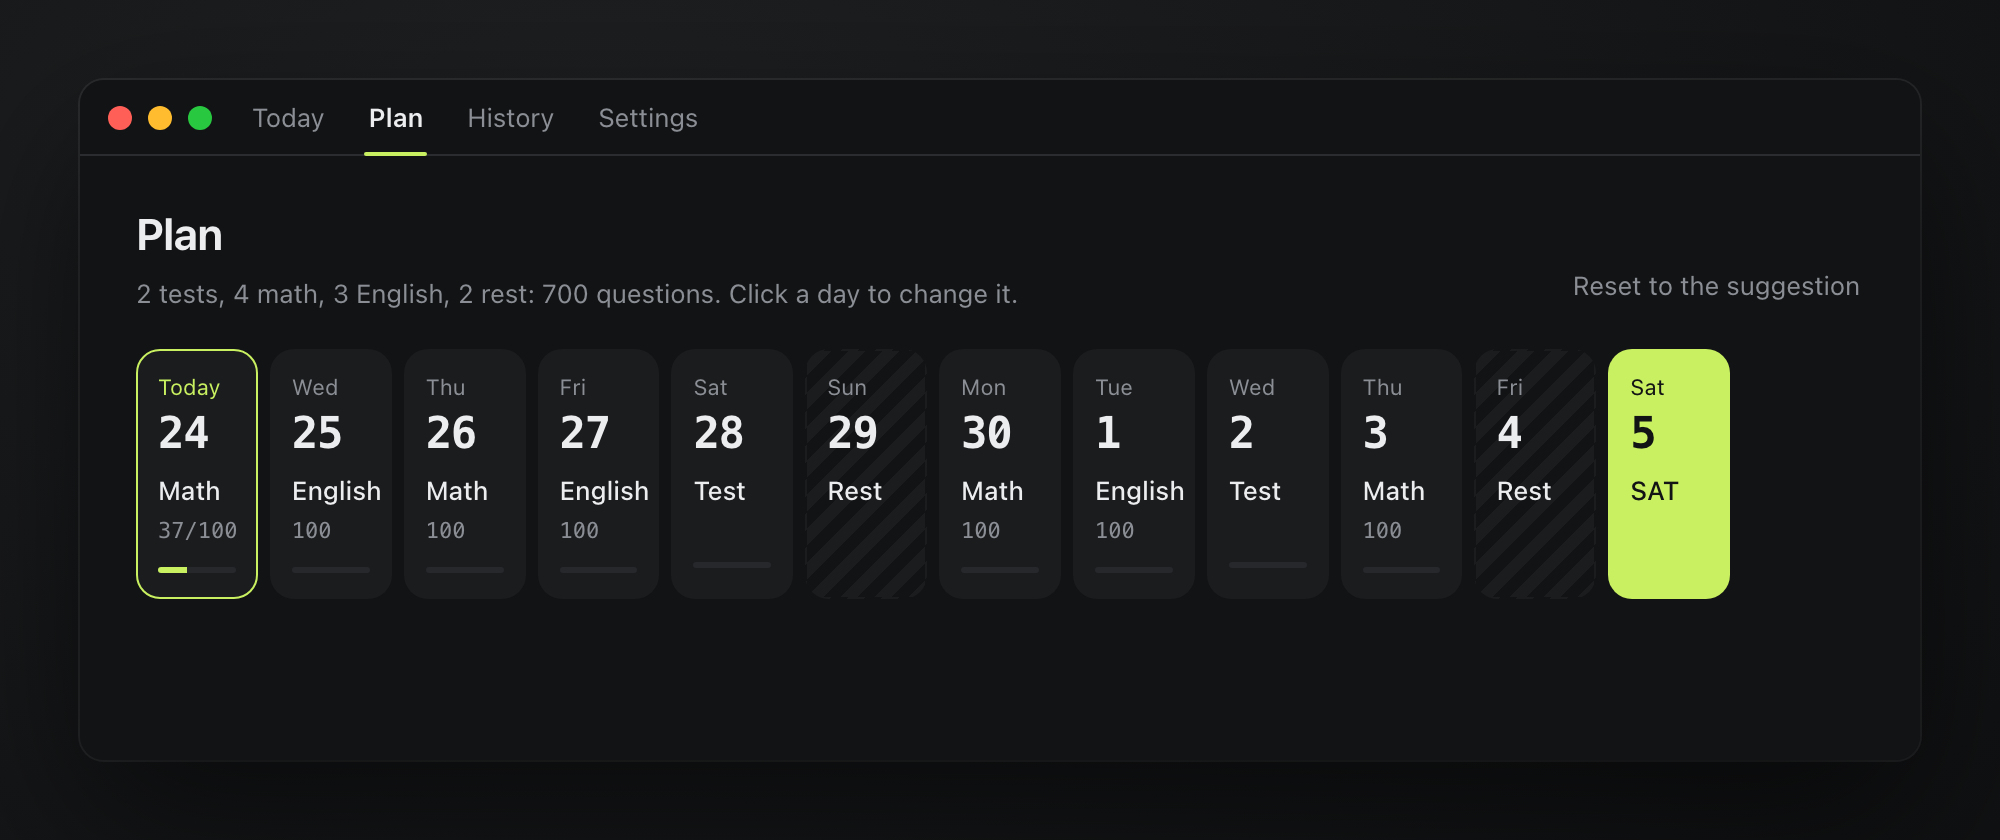 Today Plan History Settings
Plan
2 tests, 4 math, 3 English, 2 rest: 700 questions. Click a day to change it.
Reset to the suggestion
Today
24
Math
37/100
Wed
25
English
100
Thu
26
Math
100
Fri
27
English
100
Sat
28
Test
Sun
29
Rest
Mon
30
Math
100
Tue
1
English
100
Wed
2
Test
Thu
3
Math
100
Fri
4
Rest
Sat
5
SAT